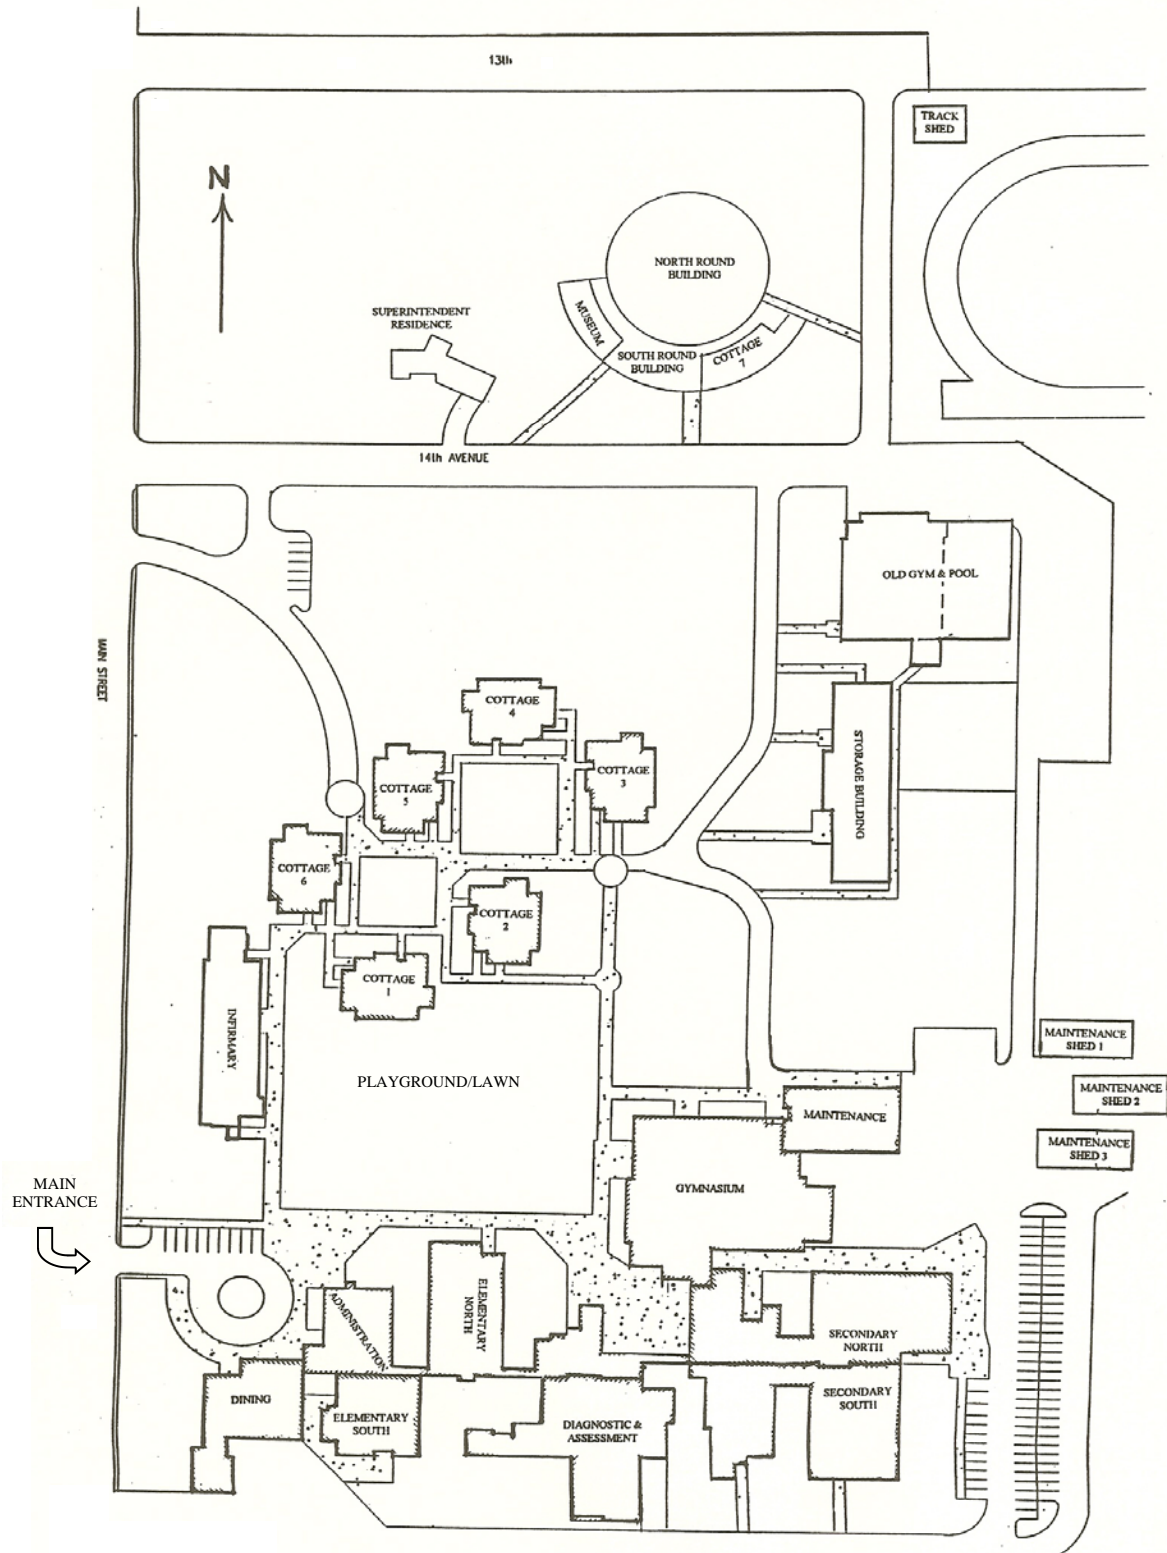 13th
TRACK
SHED
N
NORTH ROUND
BUILDING
SUPERINTENDENT
RESIDENCE
MUSEUM
SOUTH ROUND
BUILDING
COTTAGE
7
14th AVENUE
OLD GYM & POOL
MAIN STREET
COTTAGE
4
COTTAGE
3
COTTAGE
5
STORAGE BUILDING
COTTAGE
6
COTTAGE
2
COTTAGE
1
INFIRMARY
MAINTENANCE
SHED 1
PLAYGROUND/LAWN
MAINTENANCE
SHED 2
MAINTENANCE
MAINTENANCE
SHED 3
MAIN
ENTRANCE
GYMNASIUM
ELEMENTARY
NORTH
ADMINISTRATION
SECONDARY
NORTH
DINING
ELEMENTARY
SOUTH
DIAGNOSTIC &
ASSESSMENT
SECONDARY
SOUTH